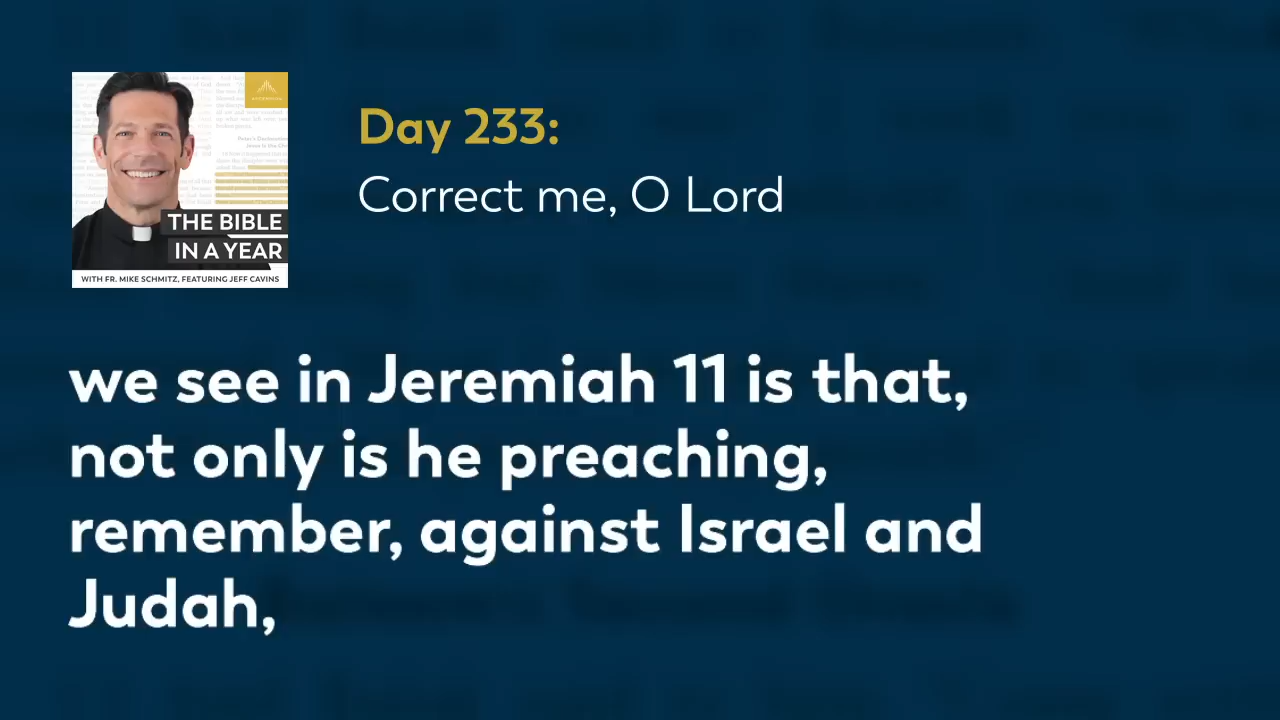 Day 233:
Correct me, O Lord
THE BIBLE
IN A YEAR
WITH FR. MIKE SCHMITZ, FEATURING JEFF CAVINS
we see in Jeremiah 11 is that,
not only is he preaching,
remember, against Israel and
Judah,